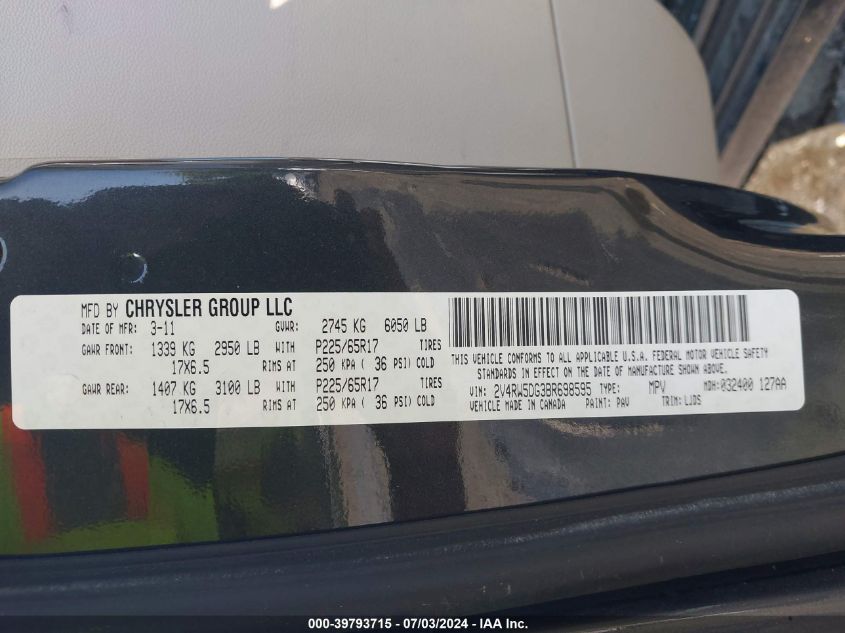 MFD BY CHRYSLER GROUP LLC
DATE OF MFR: 3-11 GVWR: 2745 KG 6050 LB
GAWR FRONT: 1339 KG 2950 LB WITH P225/65R17 TIRES
17X6.5 RIMS AT 250 KPA ( 36 PSI) COLD
GAWR REAR: 1407 KG 3100 LB WITH P225/65R17 TIRES
17X6.5 RIMS AT 250 KPA ( 36 PSI) COLD
THIS VEHICLE CONFORMS TO ALL APPLICABLE U.S.A. FEDERAL MOTOR VEHICLE SAFETY
STANDARDS IN EFFECT ON THE DATE OF MANUFACTURE SHOWN ABOVE.
VIN: 2V4RW5DG3BR698595 TYPE: MPV MDH: 032400 127AA
VEHICLE MADE IN CANADA PAINT: PAV TRIM: LJDS
000-39793715 - 07/03/2024 - IAA Inc.